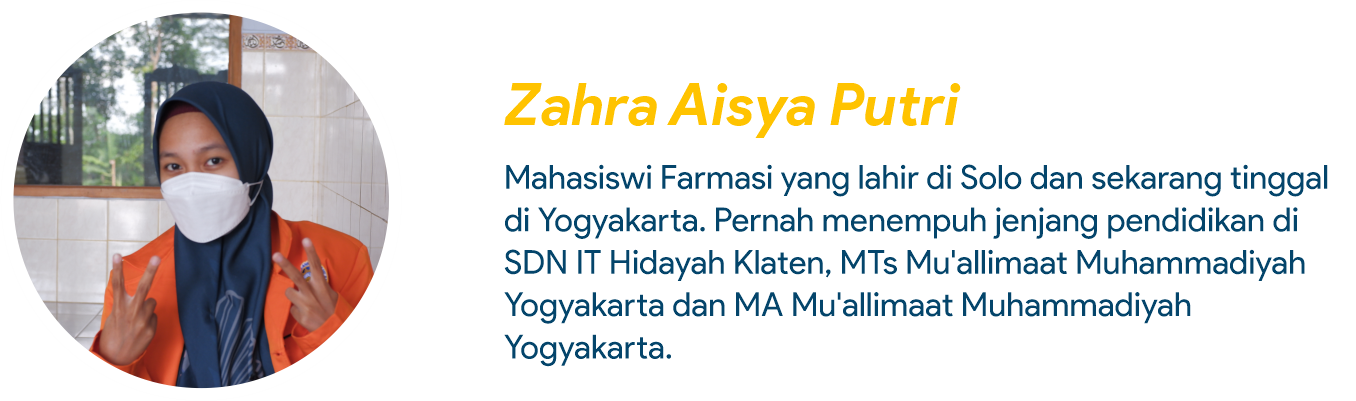 Zahra Aisya Putri
Mahasiswi Farmasi yang lahir di Solo dan sekarang tinggal
di Yogyakarta. Pernah menempuh jenjang pendidikan di
SDN IT Hidayah Klaten, MTs Mu'allimaat Muhammadiyah
Yogyakarta dan MA Mu'allimaat Muhammadiyah
Yogyakarta.